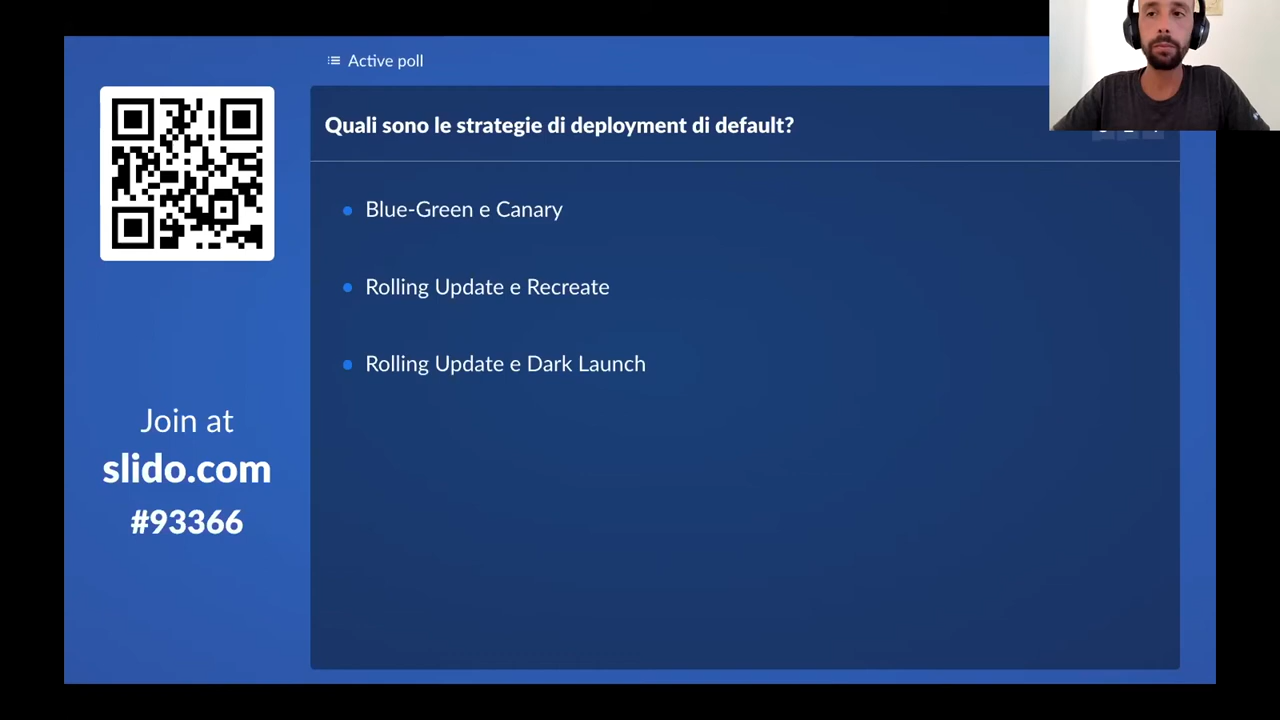 Active poll
Quali sono le strategie di deployment di default?
Blue-Green e Canary
Rolling Update e Recreate
Rolling Update e Dark Launch
Join at
slido.com
#93366